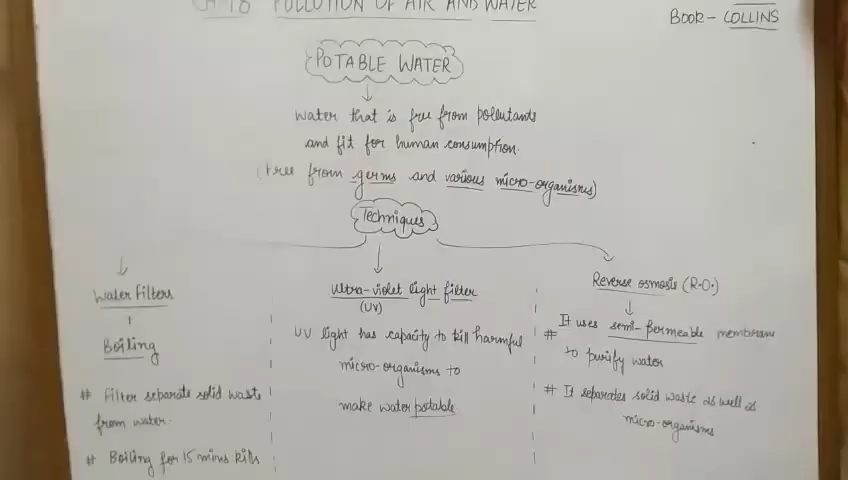 CH-18 POLLUTION OF AIR AND WATER
Book- COLLINS
POTABLE WATER
Water that is free from pollutants
and fit for human consumption.
(free from germs and various micro-organisms)
Techniques
Water Filters
+
Boiling
# Filter separate solid waste
from water.
# Boiling for 15 mins kills
Ultra-violet light filter
(UV)
UV light has capacity to kill harmful
micro-organisms to
make water potable
Reverse osmosis (R.O.)
# It uses semi-permeable membrane
to purify water
# It separates solid waste as well as
micro-organisms